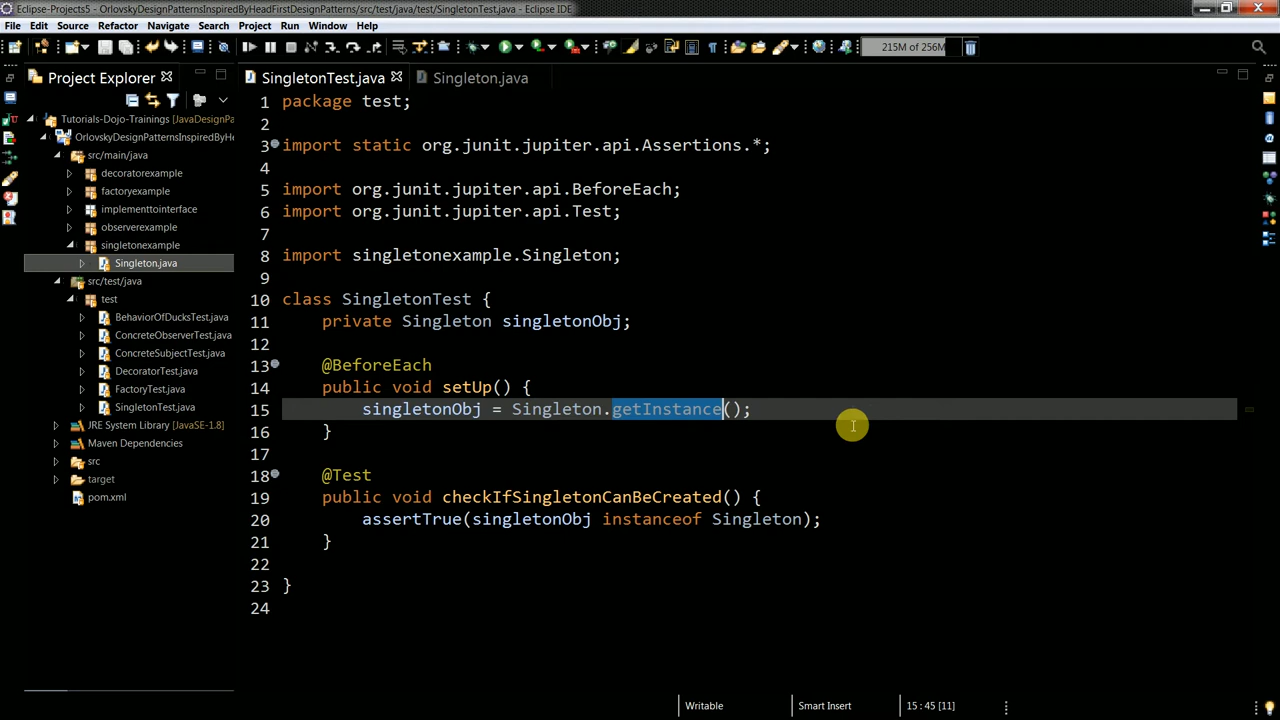 Eclipse-Projects5 - OrlovskyDesignPatternsInspiredByHeadFirstDesignPatterns/src/test/java/test/SingletonTest.java - Eclipse IDE
File Edit Source Refactor Navigate Search Project Run Window Help
215M of 256M
Project Explorer
SingletonTest.java
Singleton.java
Tutorials-Dojo-Trainings [JavaDesignPa
OrlovskyDesignPatternsInspiredByHe
src/main/java
decoratorexample
factoryexample
implementtointerface
observerexample
singletonexample
Singleton.java
src/test/java
test
BehaviorOfDucksTest.java
ConcreteObserverTest.java
ConcreteSubjectTest.java
DecoratorTest.java
FactoryTest.java
SingletonTest.java
JRE System Library [JavaSE-1.8]
Maven Dependencies
src
target
pom.xml
1 package test;
2
3 import static org.junit.jupiter.api.Assertions.*;
4
5 import org.junit.jupiter.api.BeforeEach;
6 import org.junit.jupiter.api.Test;
7
8 import singletonexample.Singleton;
9
10 class SingletonTest {
11 private Singleton singletonObj;
12
13 @BeforeEach
14 public void setUp() {
15 singletonObj = Singleton.getInstance();
16 }
17
18 @Test
19 public void checkIfSingletonCanBeCreated() {
20 assertTrue(singletonObj instanceof Singleton);
21 }
22
23 }
24
Writable
Smart Insert
15 : 45 [11]